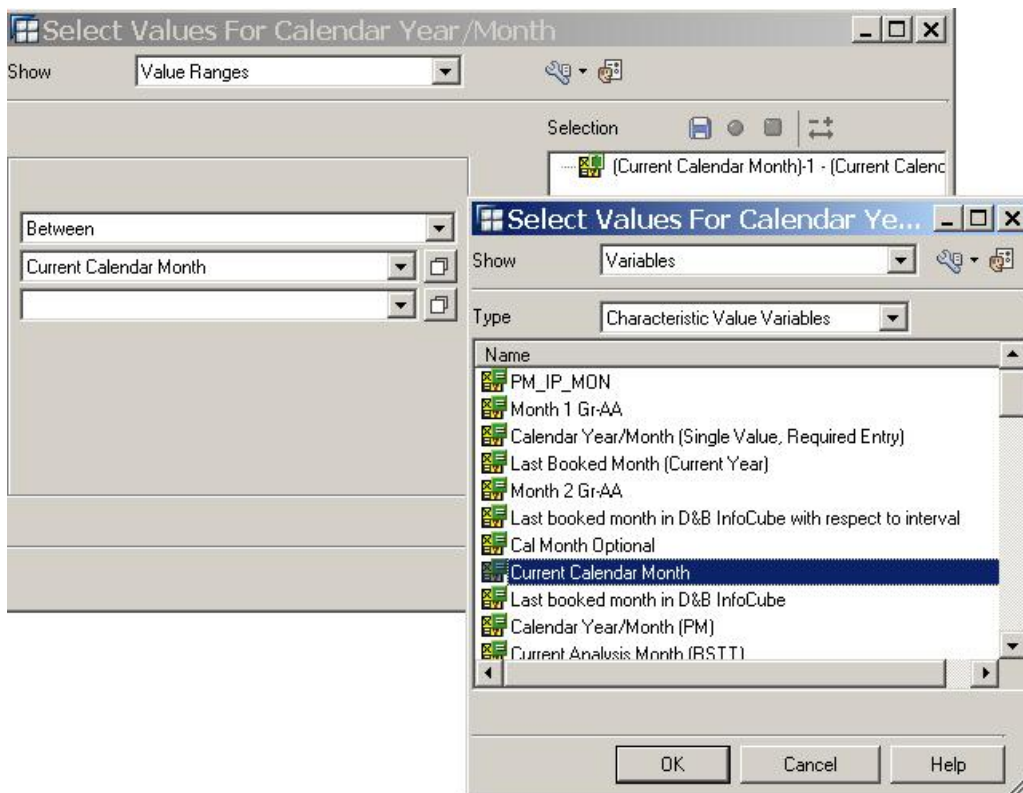 Select Values For Calendar Year/Month
Show Value Ranges
Selection
(Current Calendar Month)-1 - (Current Calenc
Between
Current Calendar Month
Select Values For Calendar Ye...
Show Variables
Type Characteristic Value Variables
Name
PM_IP_MON
Month 1 Gr-AA
Calendar Year/Month (Single Value, Required Entry)
Last Booked Month (Current Year)
Month 2 Gr-AA
Last booked month in D&B InfoCube with respect to interval
Cal Month Optional
Current Calendar Month
Last booked month in D&B InfoCube
Calendar Year/Month (PM)
Current Analysis Month (RSTT)
OK Cancel Help